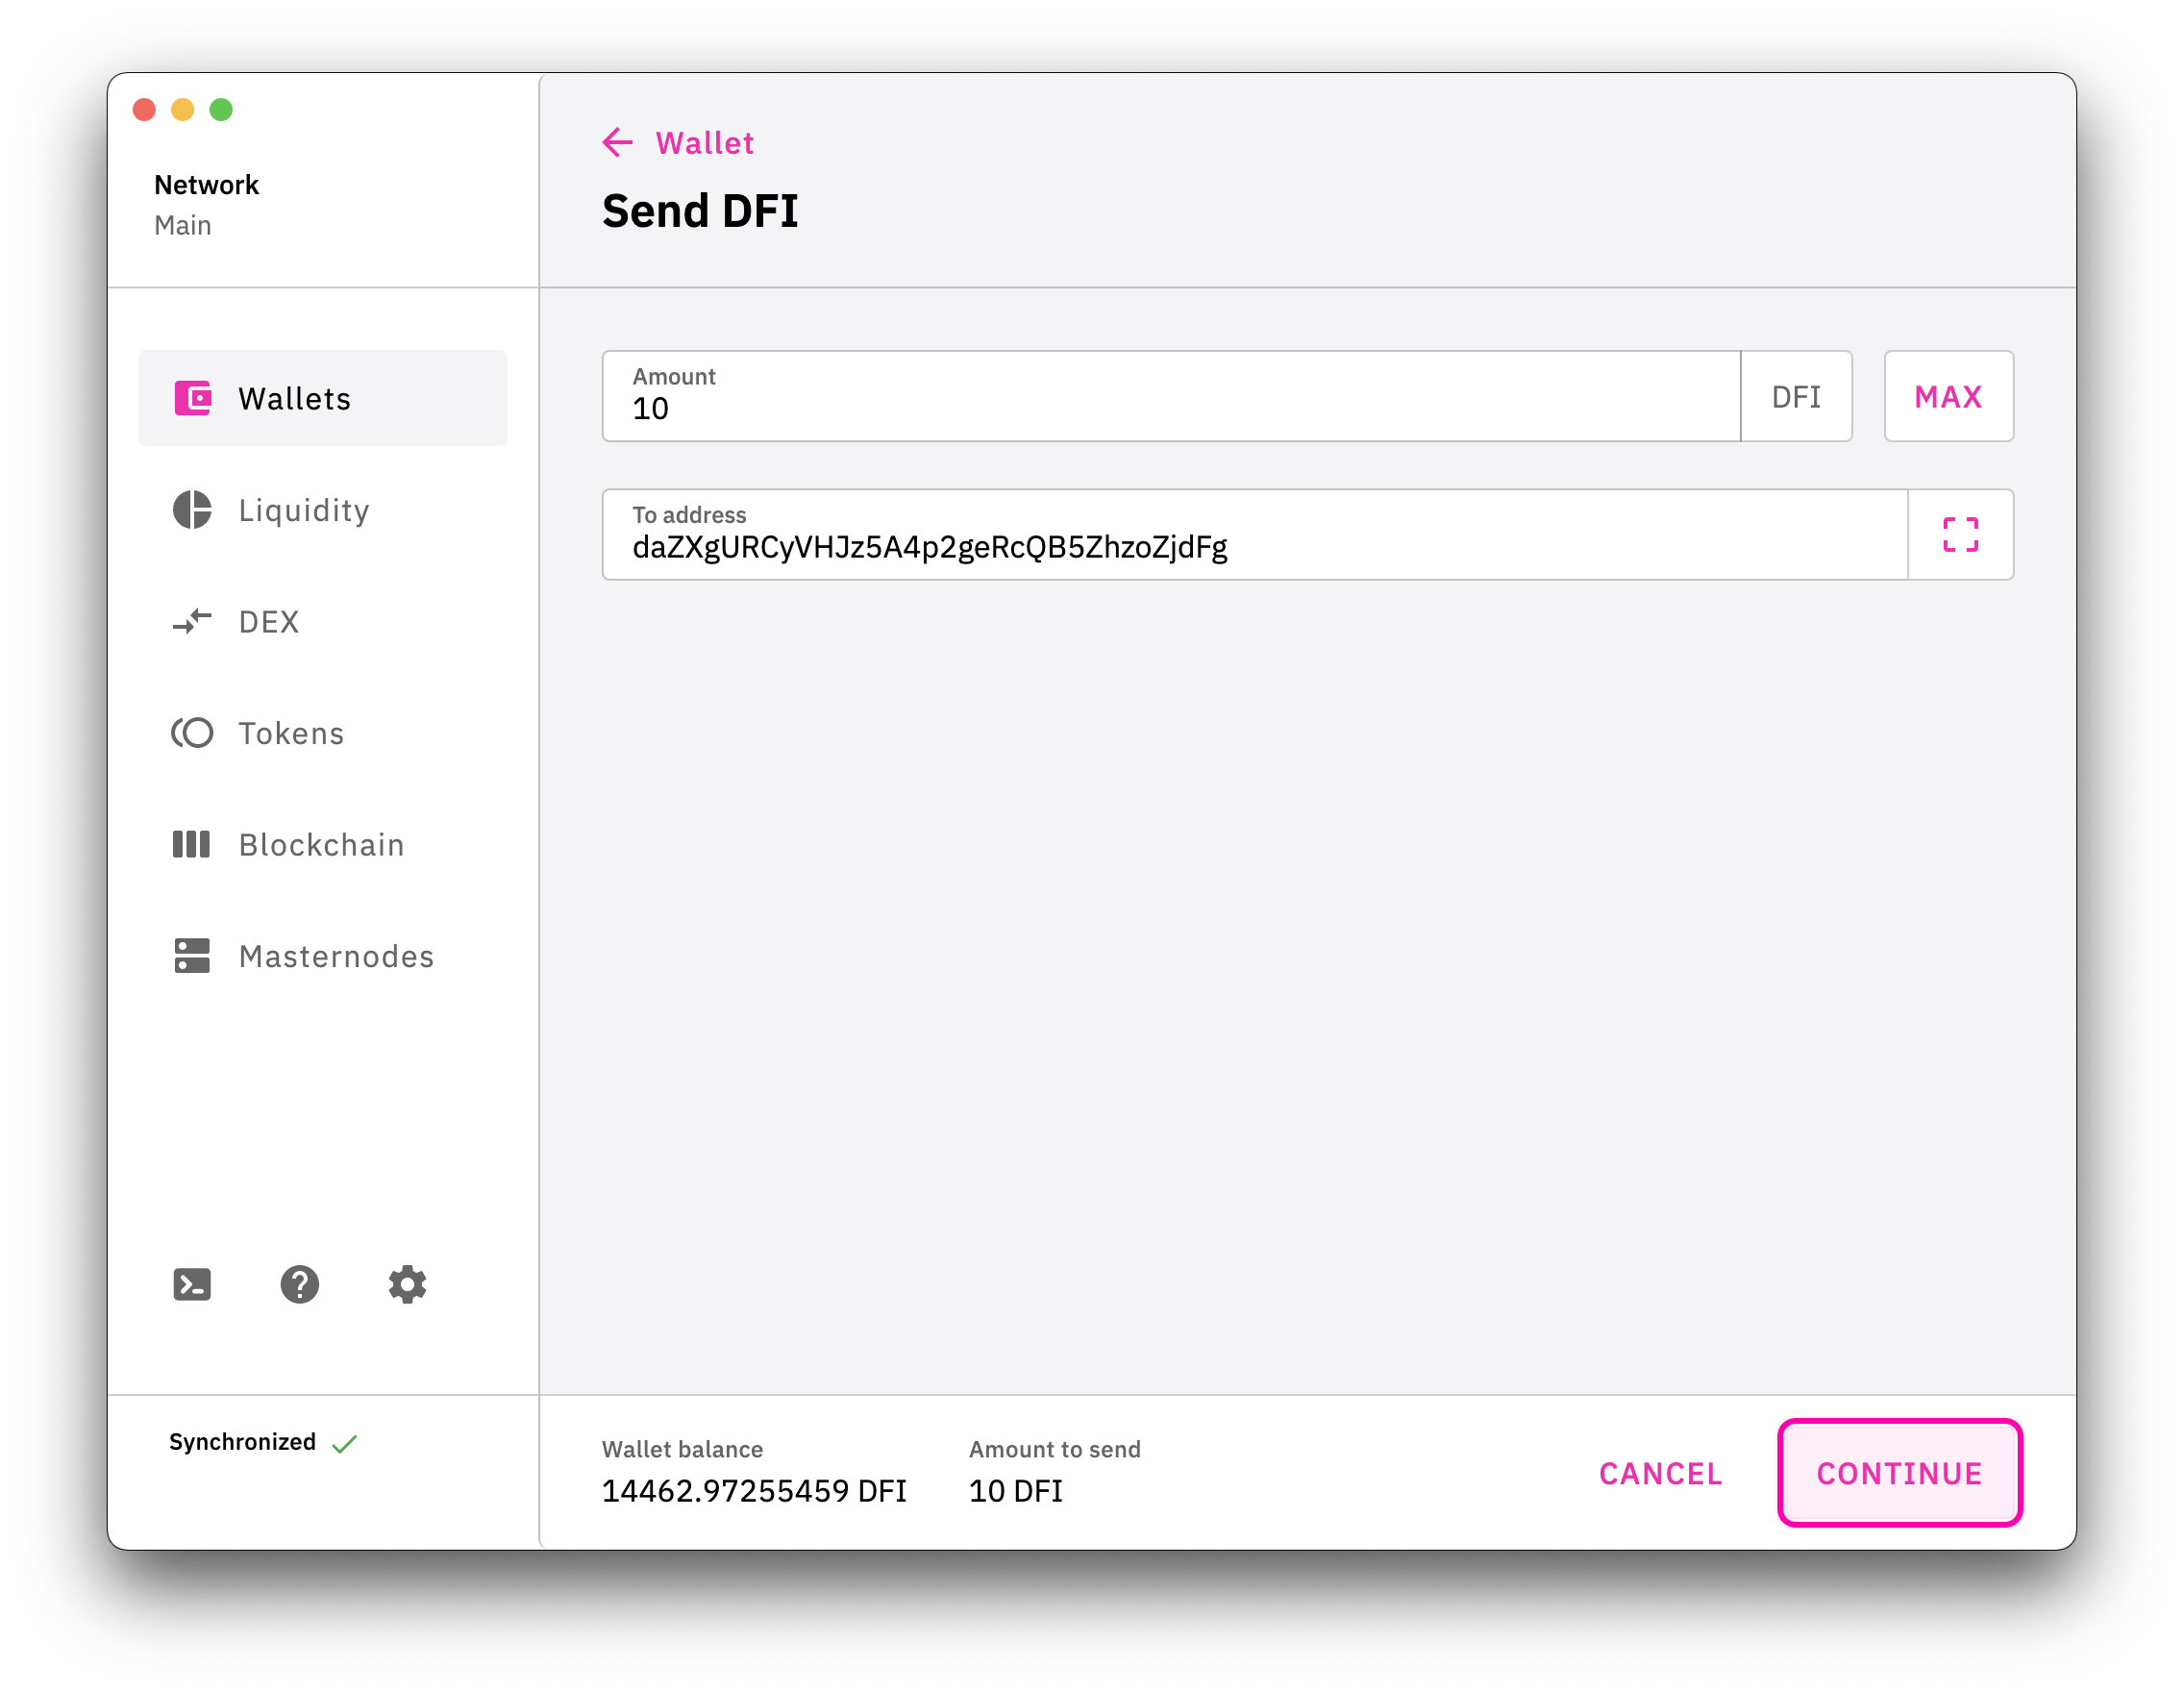 Network
Main
Wallets
Liquidity
DEX
Tokens
Blockchain
Masternodes
Synchronized
Wallet
Send DFI
Amount
10
DFI
MAX
To address
daZXgURCyVHJz5A4p2geRcQB5ZhzoZjdFg
Wallet balance
14462.97255459 DFI
Amount to send
10 DFI
CANCEL
CONTINUE